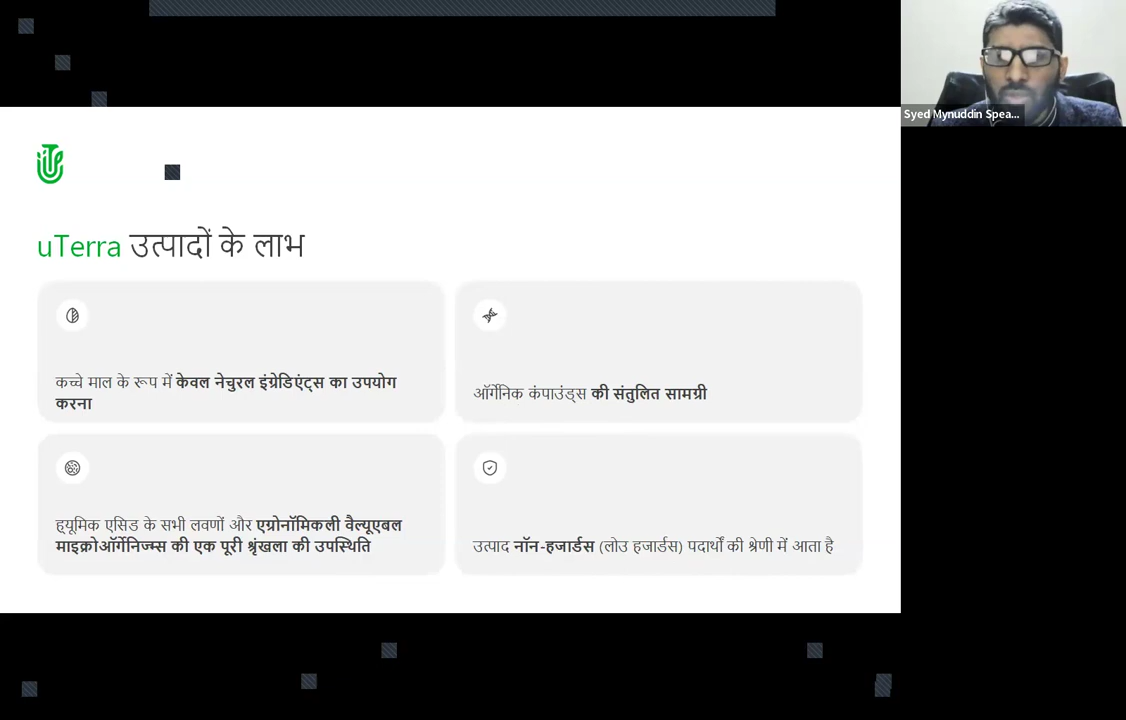 Syed Mynuddin Spea...
uTerra उत्पादों के लाभ
कच्चे माल के रूप में केवल नेचुरल इंग्रेडिएंट्स का उपयोग
करना
ऑर्गेनिक कंपाउंड्स की संतुलित सामग्री
ह्यूमिक एसिड के सभी लवणों और एग्रोनॉमिकली वैल्यूएबल
माइक्रोऑर्गेनिज्म्स की एक पूरी श्रृंखला की उपस्थिति
उत्पाद नॉन-हजार्डस (लोउ हजार्डस) पदार्थों की श्रेणी में आता है